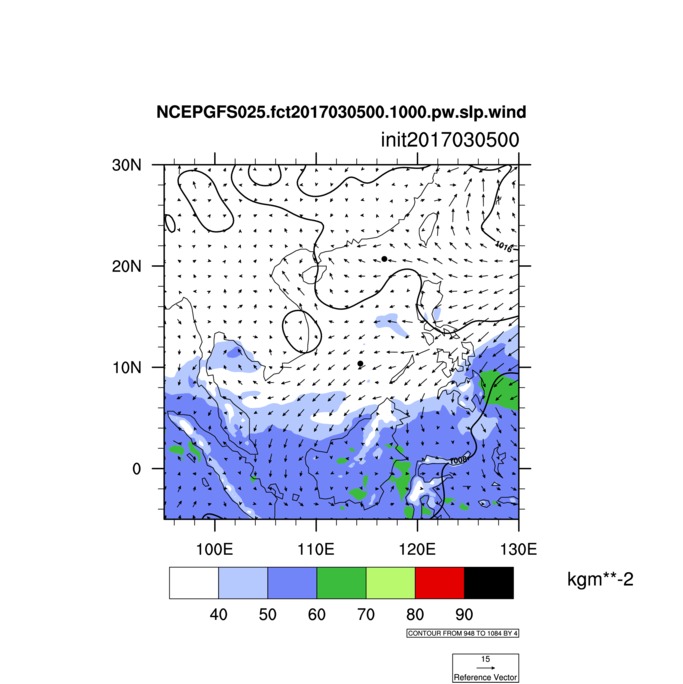 NCEPGFS025.fct2017030500.1000.pw.slp.wind
init2017030500
30N
20N
10N
0
1016
1008
100E 110E 120E 130E
kgm**-2
40 50 60 70 80 90
CONTOUR FROM 948 TO 1084 BY 4
15
Reference Vector